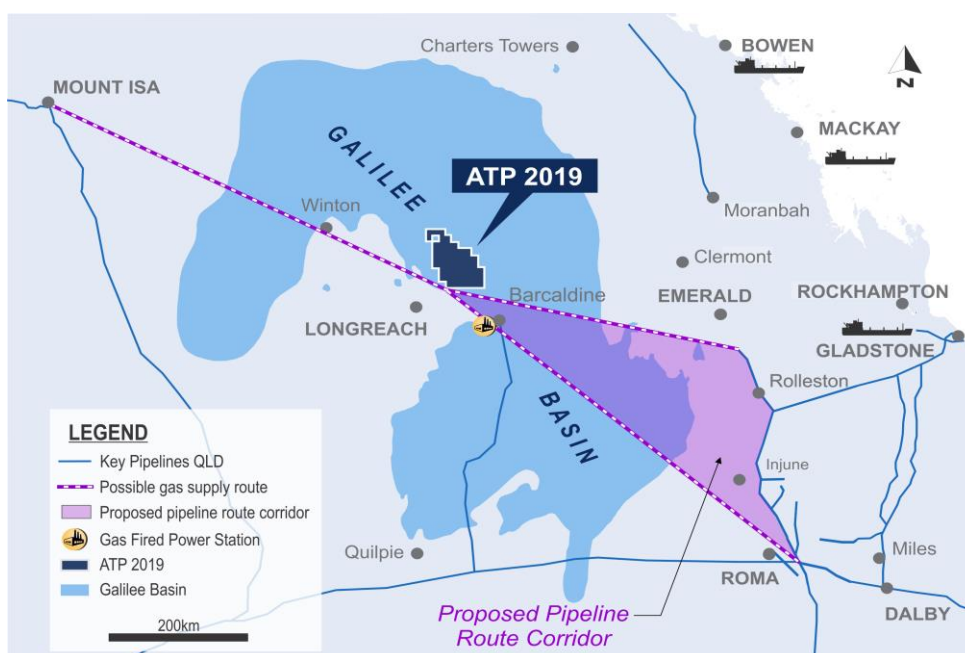 Charters Towers
BOWEN
N
MOUNT ISA
MACKAY
GALILEE
ATP 2019
Winton
Moranbah
Clermont
Barcaldine
EMERALD
ROCKHAMPTON
LONGREACH
GLADSTONE
Rolleston
BASIN
LEGEND
Key Pipelines QLD
Possible gas supply route
Proposed pipeline route corridor
Gas Fired Power Station
ATP 2019
Galilee Basin
200km
Injune
Quilpie
ROMA
Miles
DALBY
Proposed Pipeline
Route Corridor